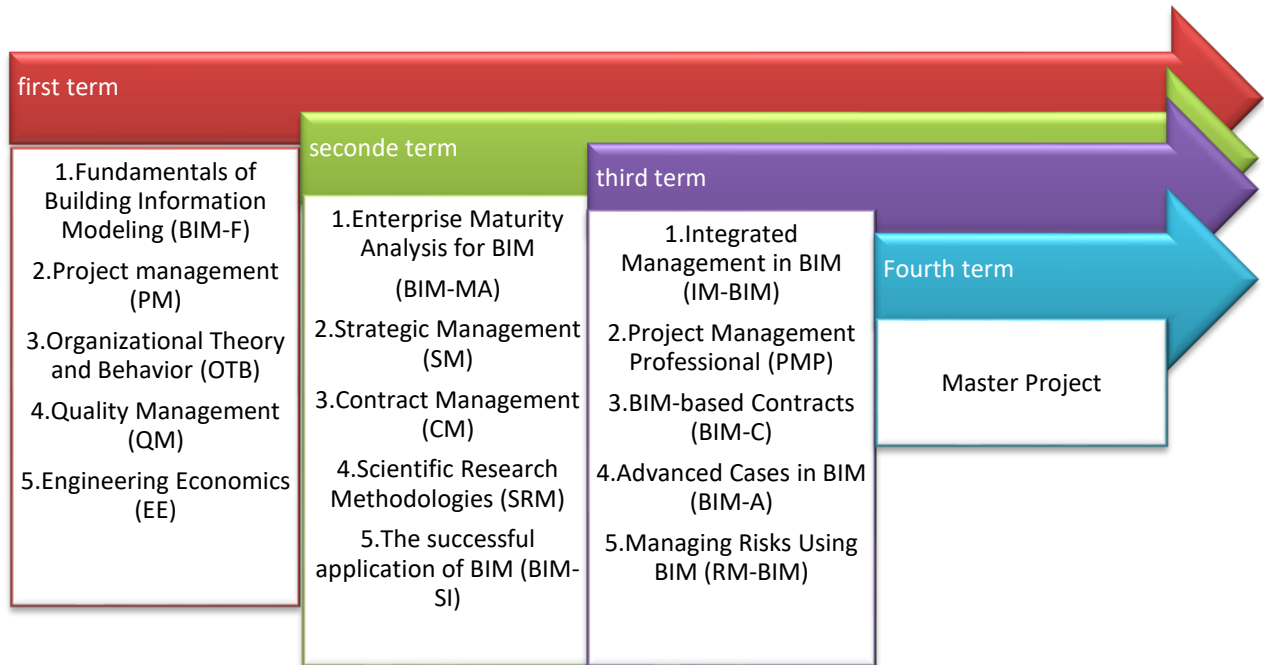 first term
1.Fundamentals of
Building Information
Modeling (BIM-F)
2.Project management
(PM)
3.Organizational Theory
and Behavior (OTB)
4.Quality Management
(QM)
5.Engineering Economics
(EE)
seconde term
1.Enterprise Maturity
Analysis for BIM
(BIM-MA)
2.Strategic Management
(SM)
3.Contract Management
(CM)
4.Scientific Research
Methodologies (SRM)
5.The successful
application of BIM (BIM-
SI)
third term
1.Integrated
Management in BIM
(IM-BIM)
2.Project Management
Professional (PMP)
3.BIM-based Contracts
(BIM-C)
4.Advanced Cases in BIM
(BIM-A)
5.Managing Risks Using
BIM (RM-BIM)
Fourth term
Master Project